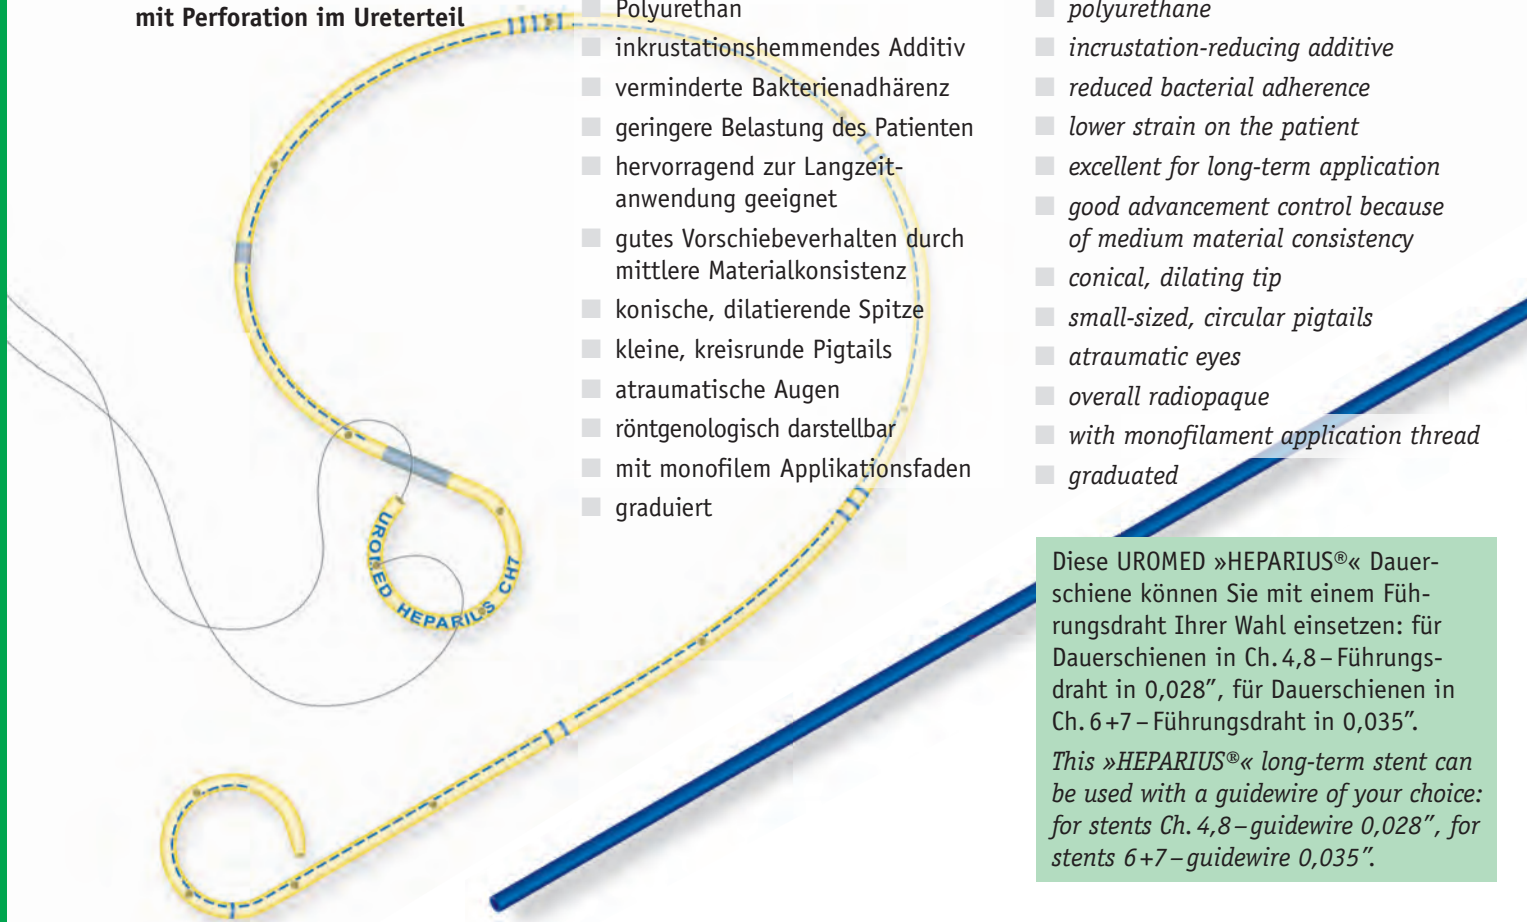 mit Perforation im Ureterteil
Polyurethan
inkrustationshemmendes Additiv
verminderte Bakterienadhärenz
geringere Belastung des Patienten
hervorragend zur Langzeit-
anwendung geeignet
gutes Vorschiebeverhalten durch
mittlere Materialkonsistenz
konische, dilatierende Spitze
kleine, kreisrunde Pigtails
atraumatische Augen
röntgenologisch darstellbar
mit monofilem Applikationsfaden
graduiert
polyurethane
incrustation-reducing additive
reduced bacterial adherence
lower strain on the patient
excellent for long-term application
good advancement control because
of medium material consistency
conical, dilating tip
small-sized, circular pigtails
atraumatic eyes
overall radiopaque
with monofilament application thread
graduated
UROMED HEPARIUS CH7
Diese UROMED »HEPARIUS®« Dauer-
schiene können Sie mit einem Füh-
rungsdraht Ihrer Wahl einsetzen: für
Dauerschienen in Ch. 4,8 – Führungs-
draht in 0,028″, für Dauerschienen in
Ch. 6+7 – Führungsdraht in 0,035″.
This »HEPARIUS®« long-term stent can
be used with a guidewire of your choice:
for stents Ch. 4,8 – guidewire 0,028″, for
stents 6+7 – guidewire 0,035″.